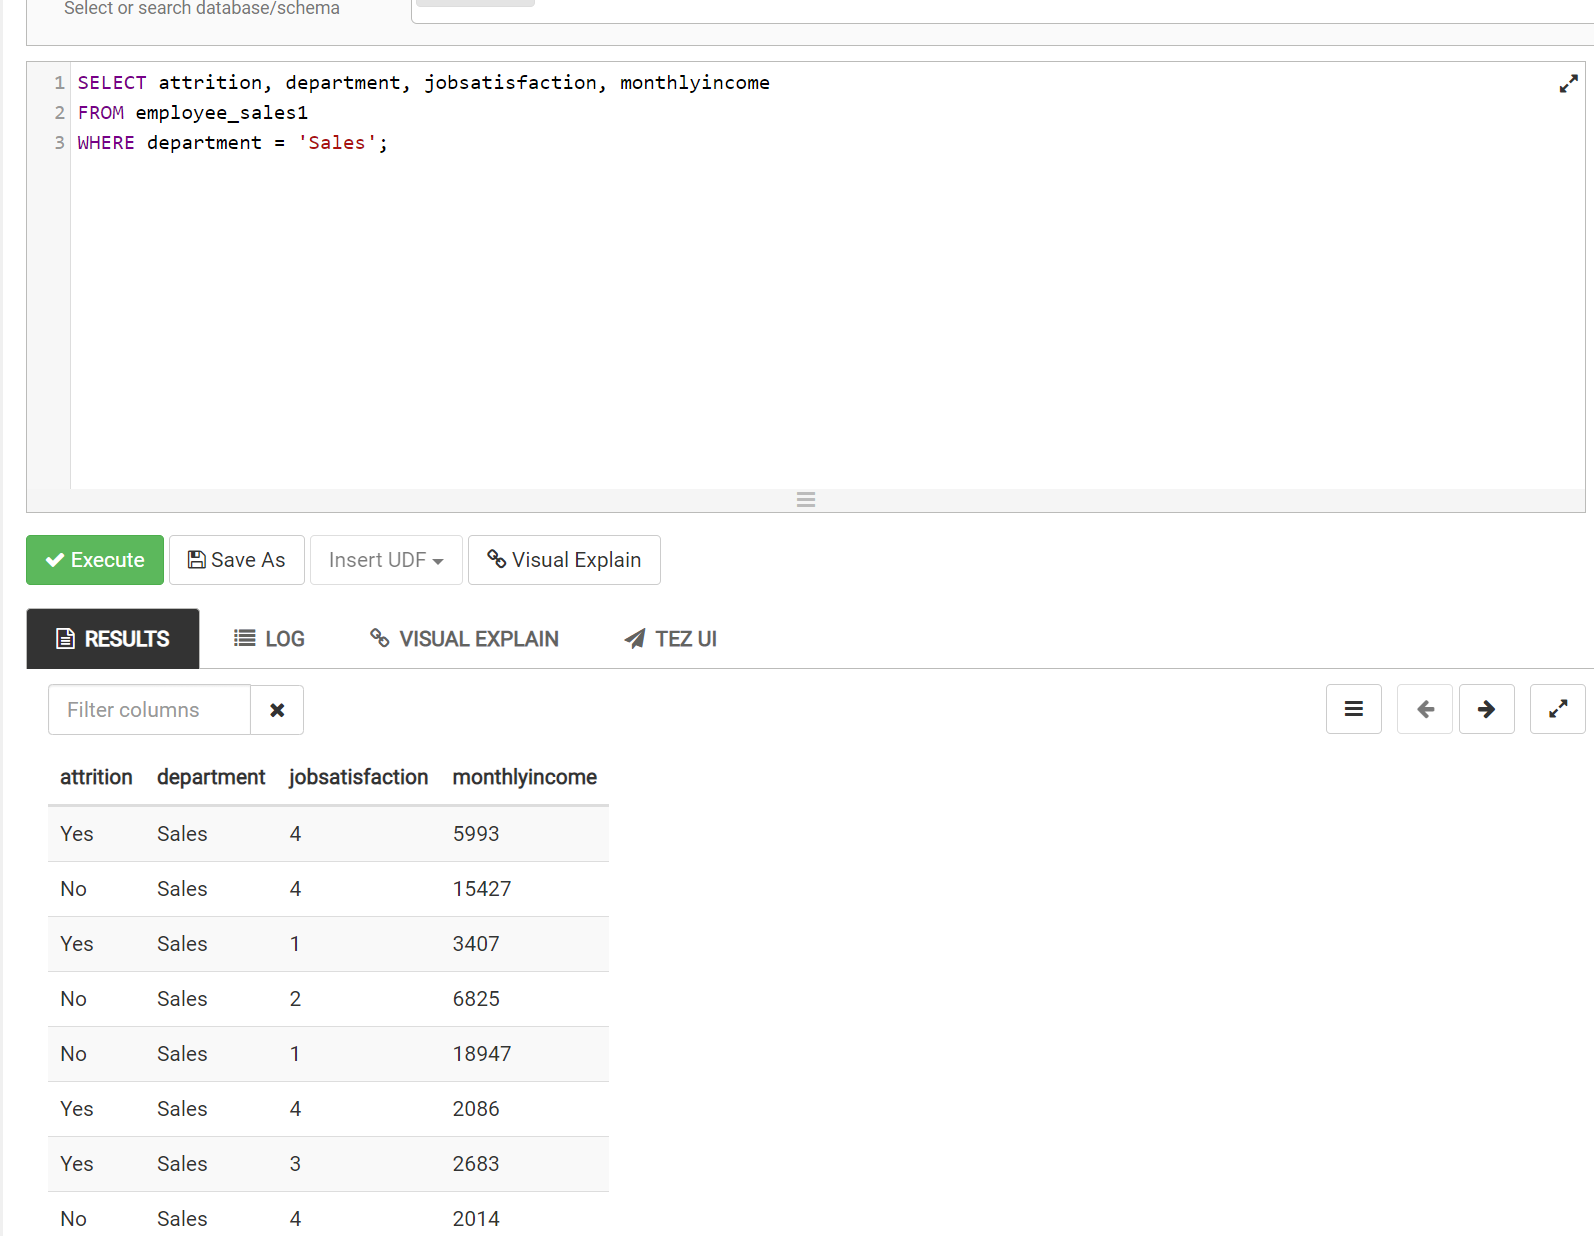 Select or search database/schema
1 SELECT attrition, department, jobsatisfaction, monthlyincome
2 FROM employee_sales1
3 WHERE department = 'Sales';
Execute Save As Insert UDF Visual Explain
RESULTS LOG VISUAL EXPLAIN TEZ UI
Filter columns
attrition department jobsatisfaction monthlyincome
Yes Sales 4 5993
No Sales 4 15427
Yes Sales 1 3407
No Sales 2 6825
No Sales 1 18947
Yes Sales 4 2086
Yes Sales 3 2683
No Sales 4 2014